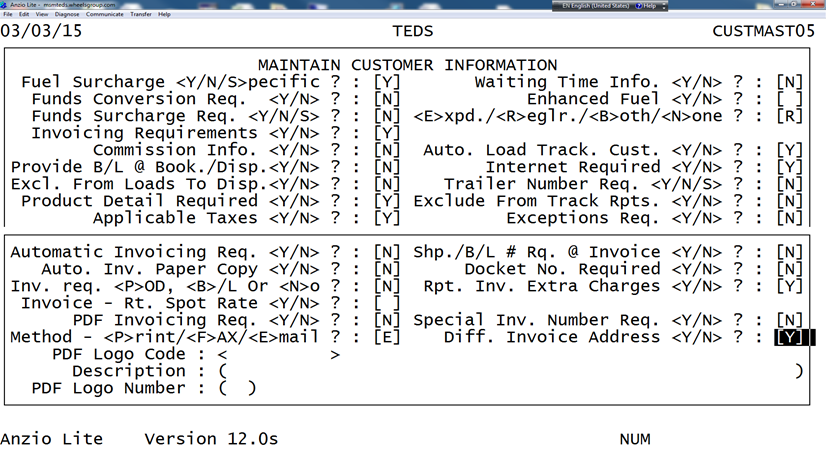 Anzio Lite - msmteds.wheelsgroup.com
EN English (United States) Help
File Edit View Diagnose Communicate Transfer Help
03/03/15 TEDS CUSTMAST05
MAINTAIN CUSTOMER INFORMATION
Fuel Surcharge <Y/N/S>pecific ? : [Y] Waiting Time Info. <Y/N> ? : [N]
Funds Conversion Req. <Y/N> ? : [N] Enhanced Fuel <Y/N> ? : [ ]
Funds Surcharge Req. <Y/N/S> ? : [N] <E>xpd./<R>eglr./<B>oth/<N>one ? : [R]
Invoicing Requirements <Y/N> ? : [Y]
Commission Info. <Y/N> ? : [N] Auto. Load Track. Cust. <Y/N> ? : [Y]
Provide B/L @ Book./Disp.<Y/N> ? : [N] Internet Required <Y/N> ? : [Y]
Excl. From Loads To Disp.<Y/N> ? : [N] Trailer Number Req. <Y/N/S> ? : [N]
Product Detail Required <Y/N> ? : [Y] Exclude From Track Rpts. <Y/N> ? : [N]
Applicable Taxes <Y/N> ? : [Y] Exceptions Req. <Y/N> ? : [N]
Automatic Invoicing Req. <Y/N> ? : [N] Shp./B/L # Rq. @ Invoice <Y/N> ? : [N]
Auto. Inv. Paper Copy <Y/N> ? : [N] Docket No. Required <Y/N> ? : [N]
Inv. req. <P>OD, <B>/L Or <N>o ? : [N] Rpt. Inv. Extra Charges <Y/N> ? : [Y]
Invoice - Rt. Spot Rate <Y/N> ? : [ ]
PDF Invoicing Req. <Y/N> ? : [N] Special Inv. Number Req. <Y/N> ? : [N]
Method - <P>rint/<F>AX/<E>mail ? : [E] Diff. Invoice Address <Y/N> ? : [Y]
PDF Logo Code : < >
Description : ( )
PDF Logo Number : ( )
Anzio Lite Version 12.0s NUM